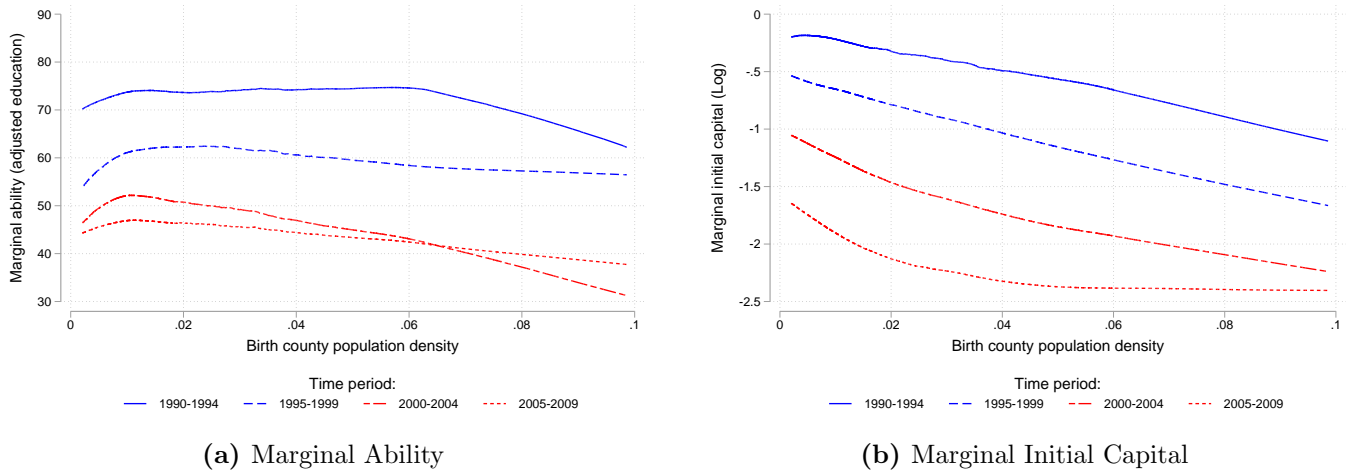 Marginal ability (adjusted education)
90
80
70
60
50
40
30
0 .02 .04 .06 .08 .1
Birth county population density
Time period:
1990-1994 1995-1999 2000-2004 2005-2009
(a) Marginal Ability
Marginal initial capital (Log)
0
-.5
-1
-1.5
-2
-2.5
0 .02 .04 .06 .08 .1
Birth county population density
Time period:
1990-1994 1995-1999 2000-2004 2005-2009
(b) Marginal Initial Capital